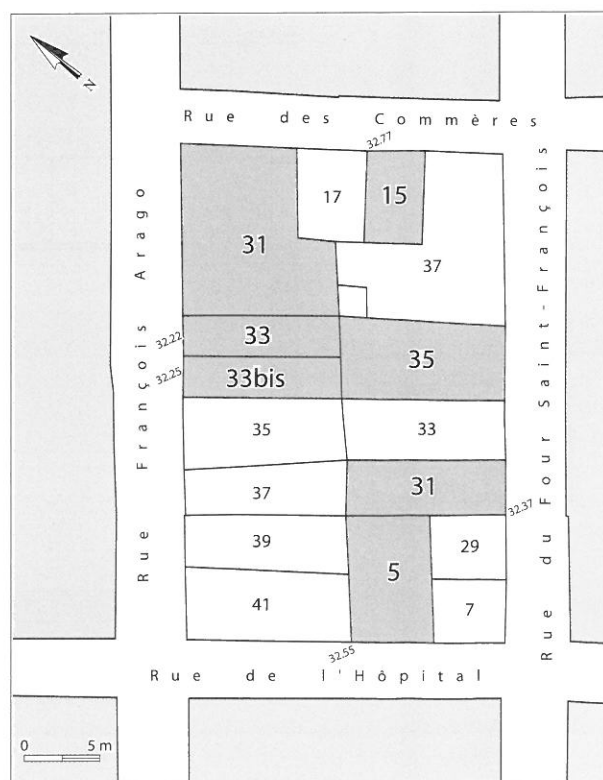 N
Rue des Commères
32.77
17
15
31
37
Rue François Arago
Rue du Four Saint-François
33
32.22
35
33bis
32.25
35
33
37
31
32.37
39
29
5
41
7
32.55
Rue de l'Hôpital
0 5 m